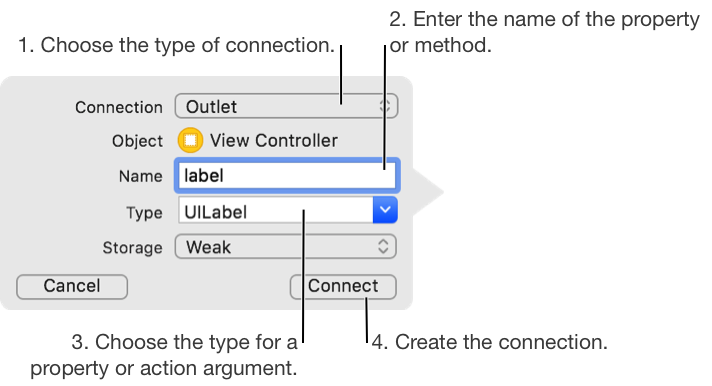 2. Enter the name of the property
or method.
1. Choose the type of connection.
Connection Outlet
Object View Controller
Name label
Type UILabel
Storage Weak
Cancel Connect
3. Choose the type for a
property or action argument.
4. Create the connection.